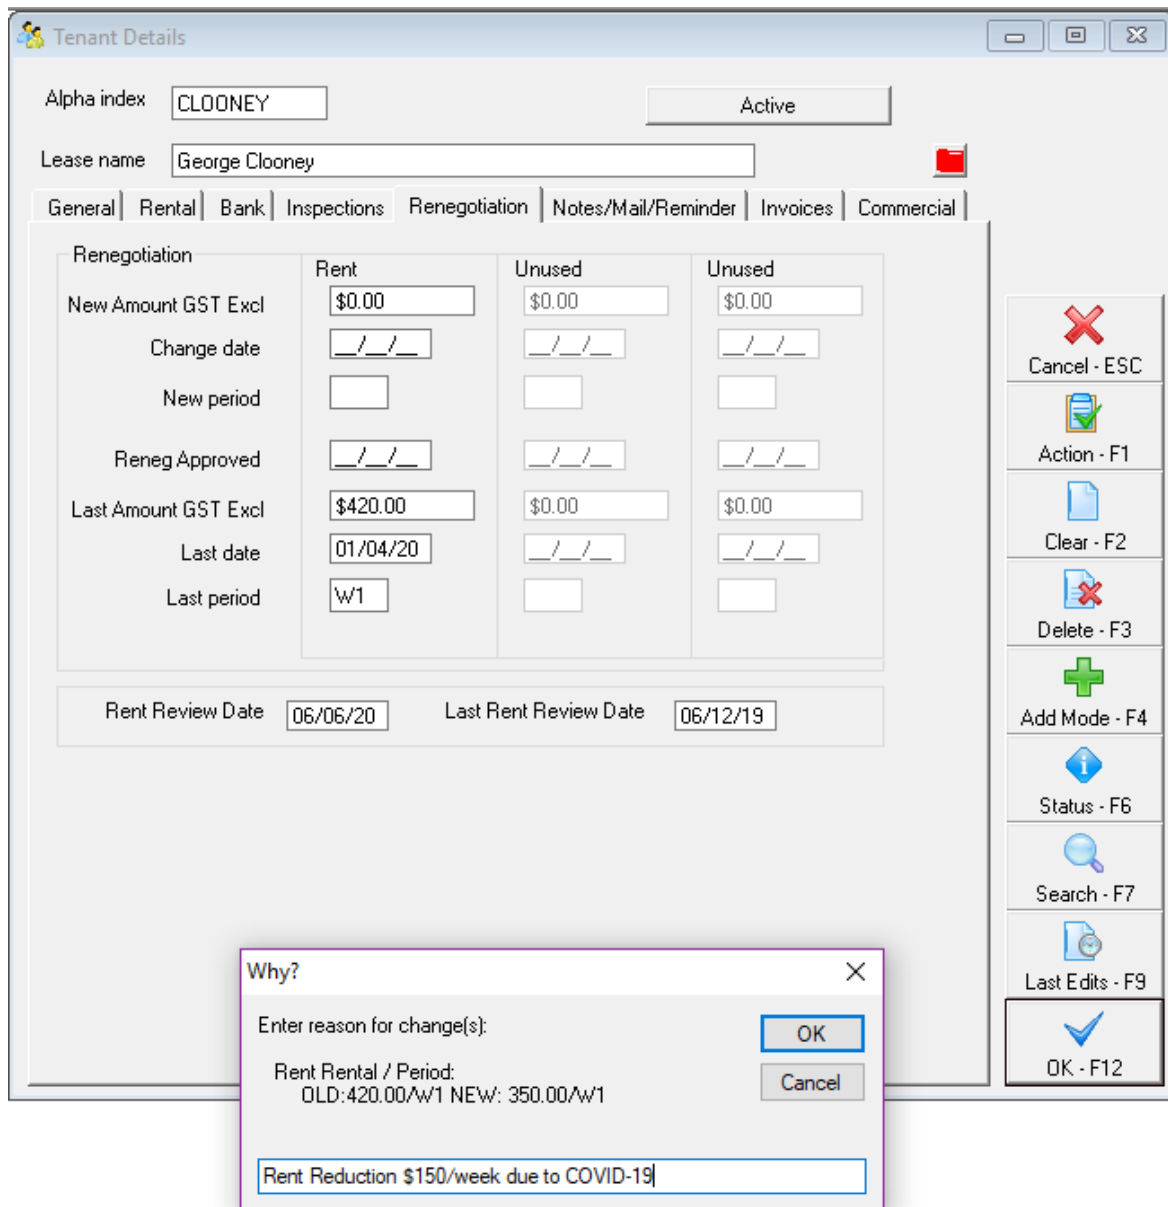 Tenant Details
Alpha index CLOONEY Active
Lease name George Clooney
General Rental Bank Inspections Renegotiation Notes/Mail/Reminder Invoices Commercial
Renegotiation
Rent Unused Unused
New Amount GST Excl $0.00 $0.00 $0.00
Change date __/__/__ __/__/__ __/__/__
New period
Reneg Approved __/__/__ __/__/__ __/__/__
Last Amount GST Excl $420.00 $0.00 $0.00
Last date 01/04/20 __/__/__ __/__/__
Last period W1
Rent Review Date 06/06/20 Last Rent Review Date 06/12/19
Cancel - ESC
Action - F1
Clear - F2
Delete - F3
Add Mode - F4
Status - F6
Search - F7
Last Edits - F9
OK - F12
Why?
Enter reason for change(s):
OK
Rent Rental / Period:
Cancel
OLD:420.00/W1 NEW: 350.00/W1
Rent Reduction $150/week due to COVID-19